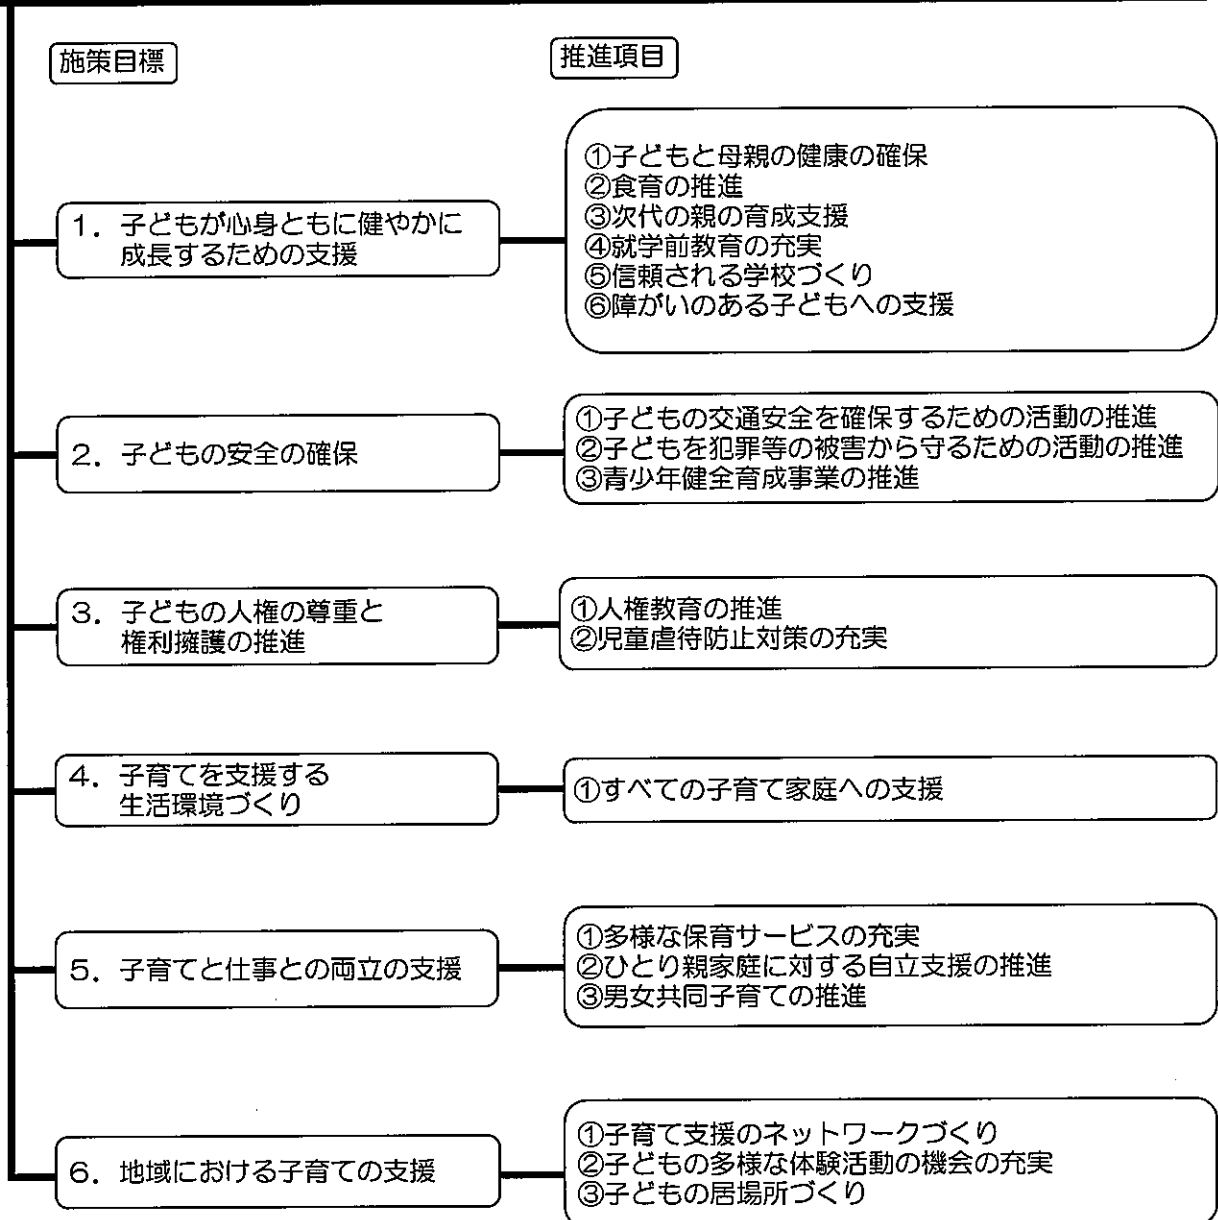 施策目標
推進項目
1. 子どもが心身ともに健やかに
成長するための支援
①子どもと母親の健康の確保
②食育の推進
③次代の親の育成支援
④就学前教育の充実
⑤信頼される学校づくり
⑥障がいのある子どもへの支援
2. 子どもの安全の確保
①子どもの交通安全を確保するための活動の推進
②子どもを犯罪等の被害から守るための活動の推進
③青少年健全育成事業の推進
3. 子どもの人権の尊重と
権利擁護の推進
①人権教育の推進
②児童虐待防止対策の充実
4. 子育てを支援する
生活環境づくり
①すべての子育て家庭への支援
5. 子育てと仕事との両立の支援
①多様な保育サービスの充実
②ひとり親家庭に対する自立支援の推進
③男女共同子育ての推進
6. 地域における子育ての支援
①子育て支援のネットワークづくり
②子どもの多様な体験活動の機会の充実
③子どもの居場所づくり